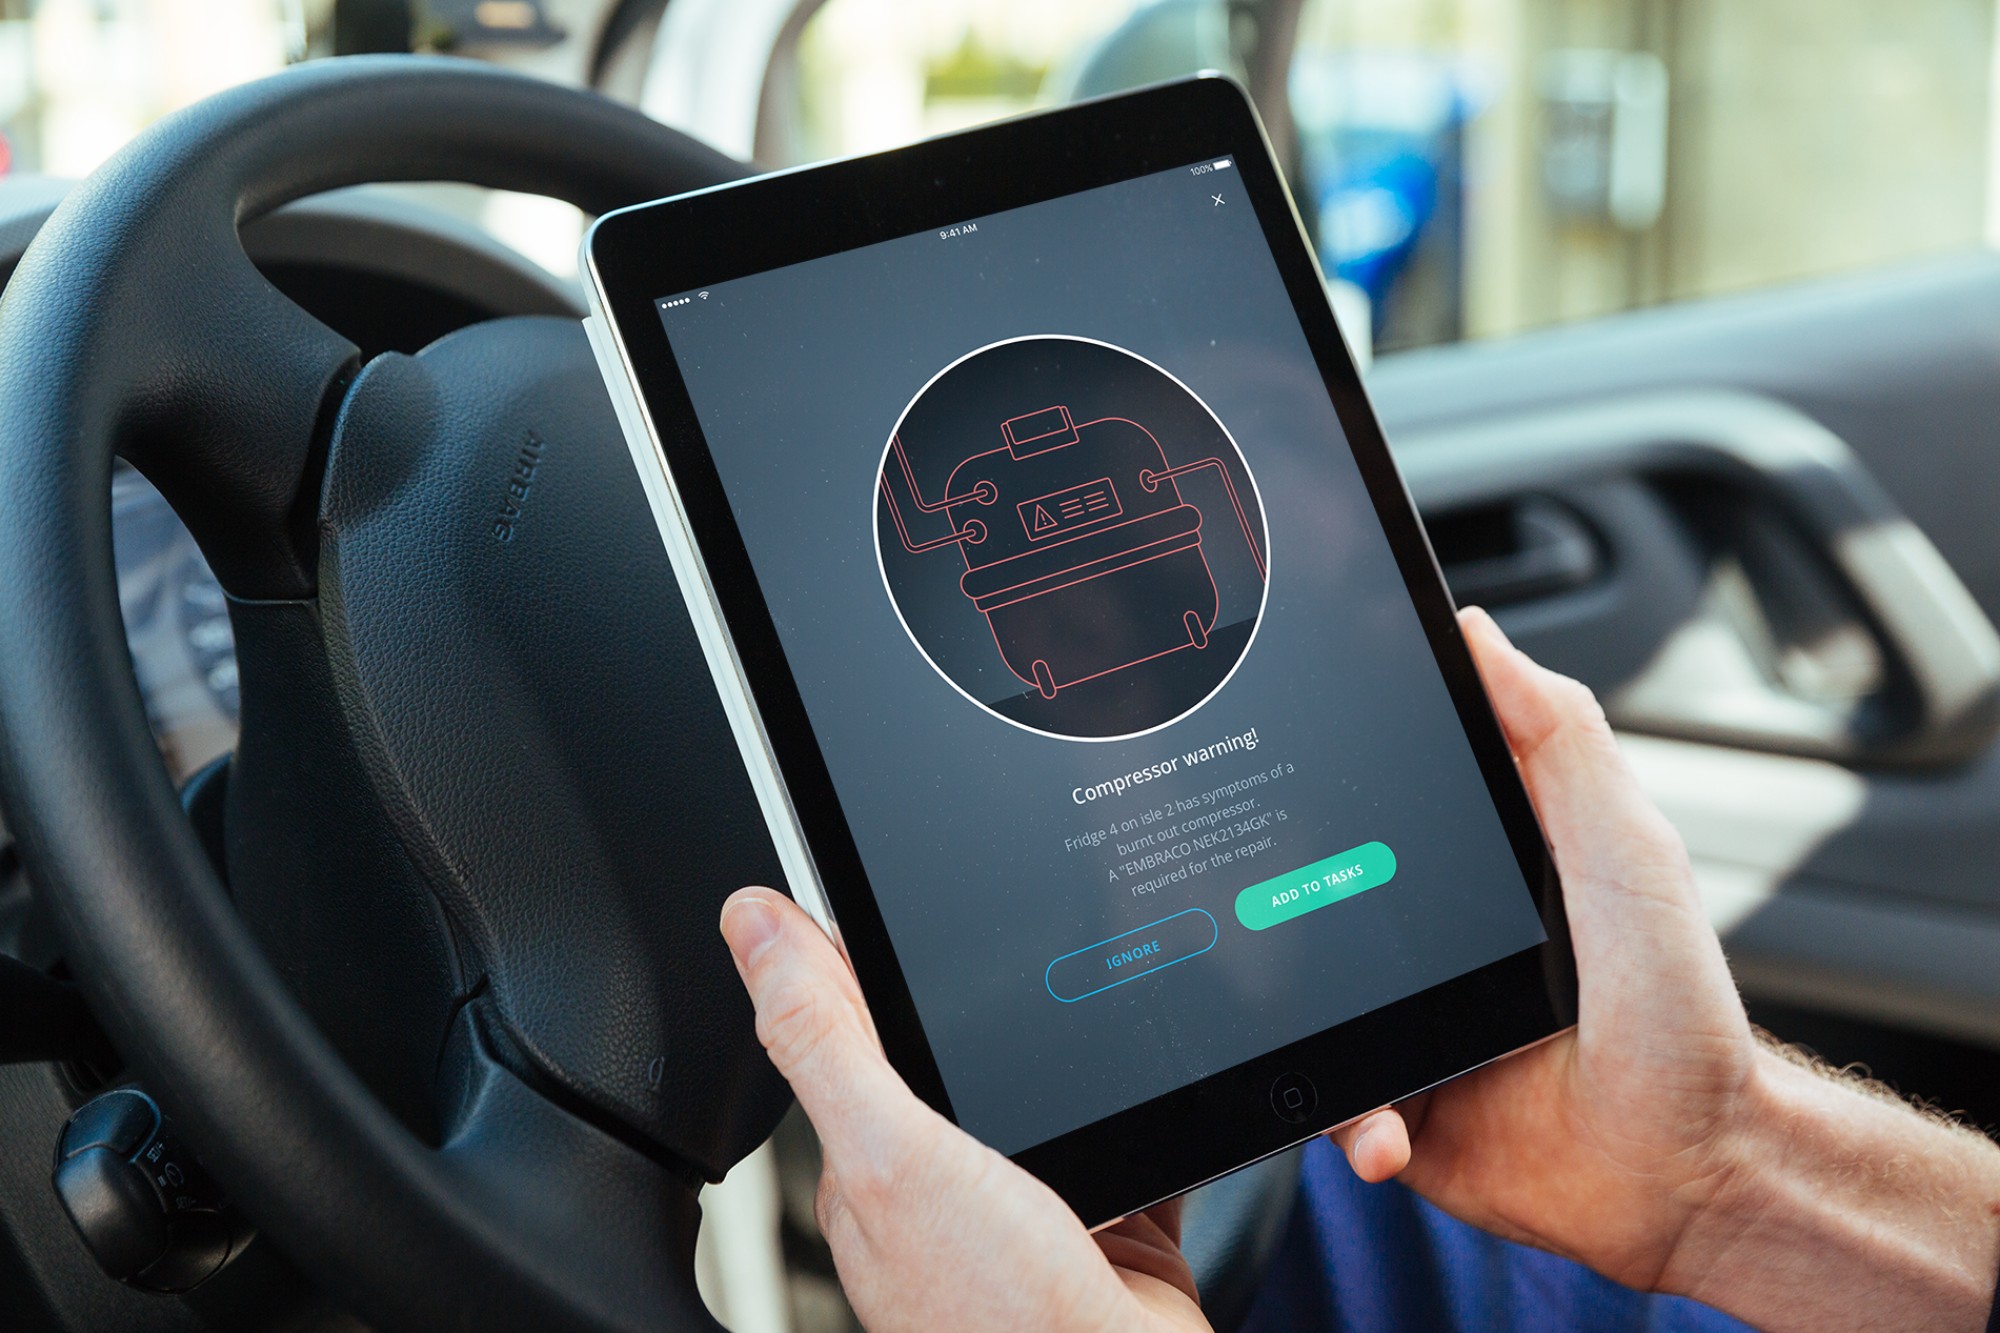 100%
9:41 AM
Compressor warning!
Fridge 4 on isle 2 has symptoms of a
burnt out compressor.
A "EMBRACO NEK2134GK" is
required for the repair.
IGNORE
ADD TO TASKS
AIRBAG